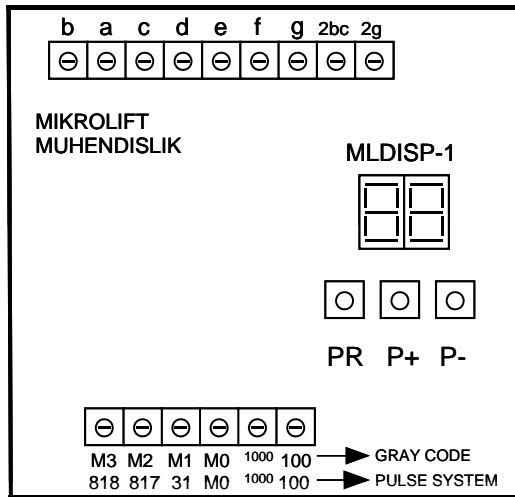 b a c d e f g 2bc 2g
MIKROLIFT
MUHENDISLIK
MLDISP-1
PR P+ P-
M3 M2 M1 M0 1000 100 GRAY CODE
818 817 31 M0 1000 100 PULSE SYSTEM